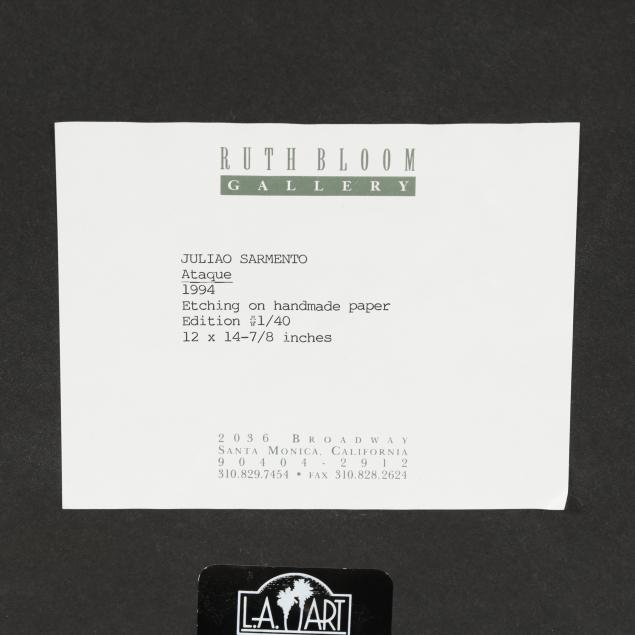 RUTH BLOOM
GALLERY
JULIAO SARMENTO
Ataque
1994
Etching on handmade paper
Edition #1/40
12 x 14-7/8 inches
2036 BROADWAY
SANTA MONICA, CALIFORNIA
90404-2912
310.829.7454 • FAX 310.828.2624
L.A. ART